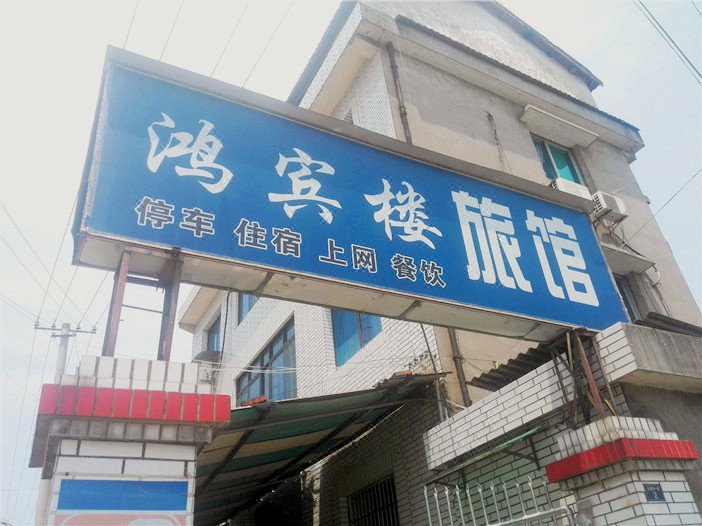 鸿宾楼旅馆
停车 住宿 上网 餐饮